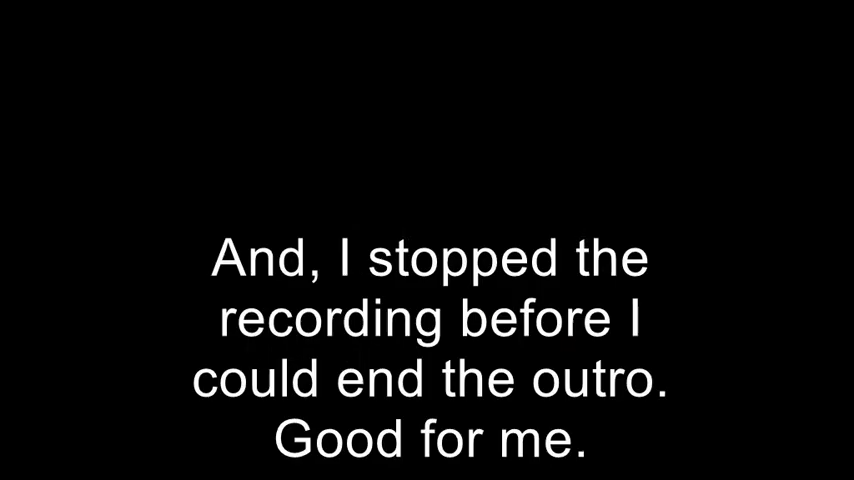 And, I stopped the
recording before I
could end the outro.
Good for me.